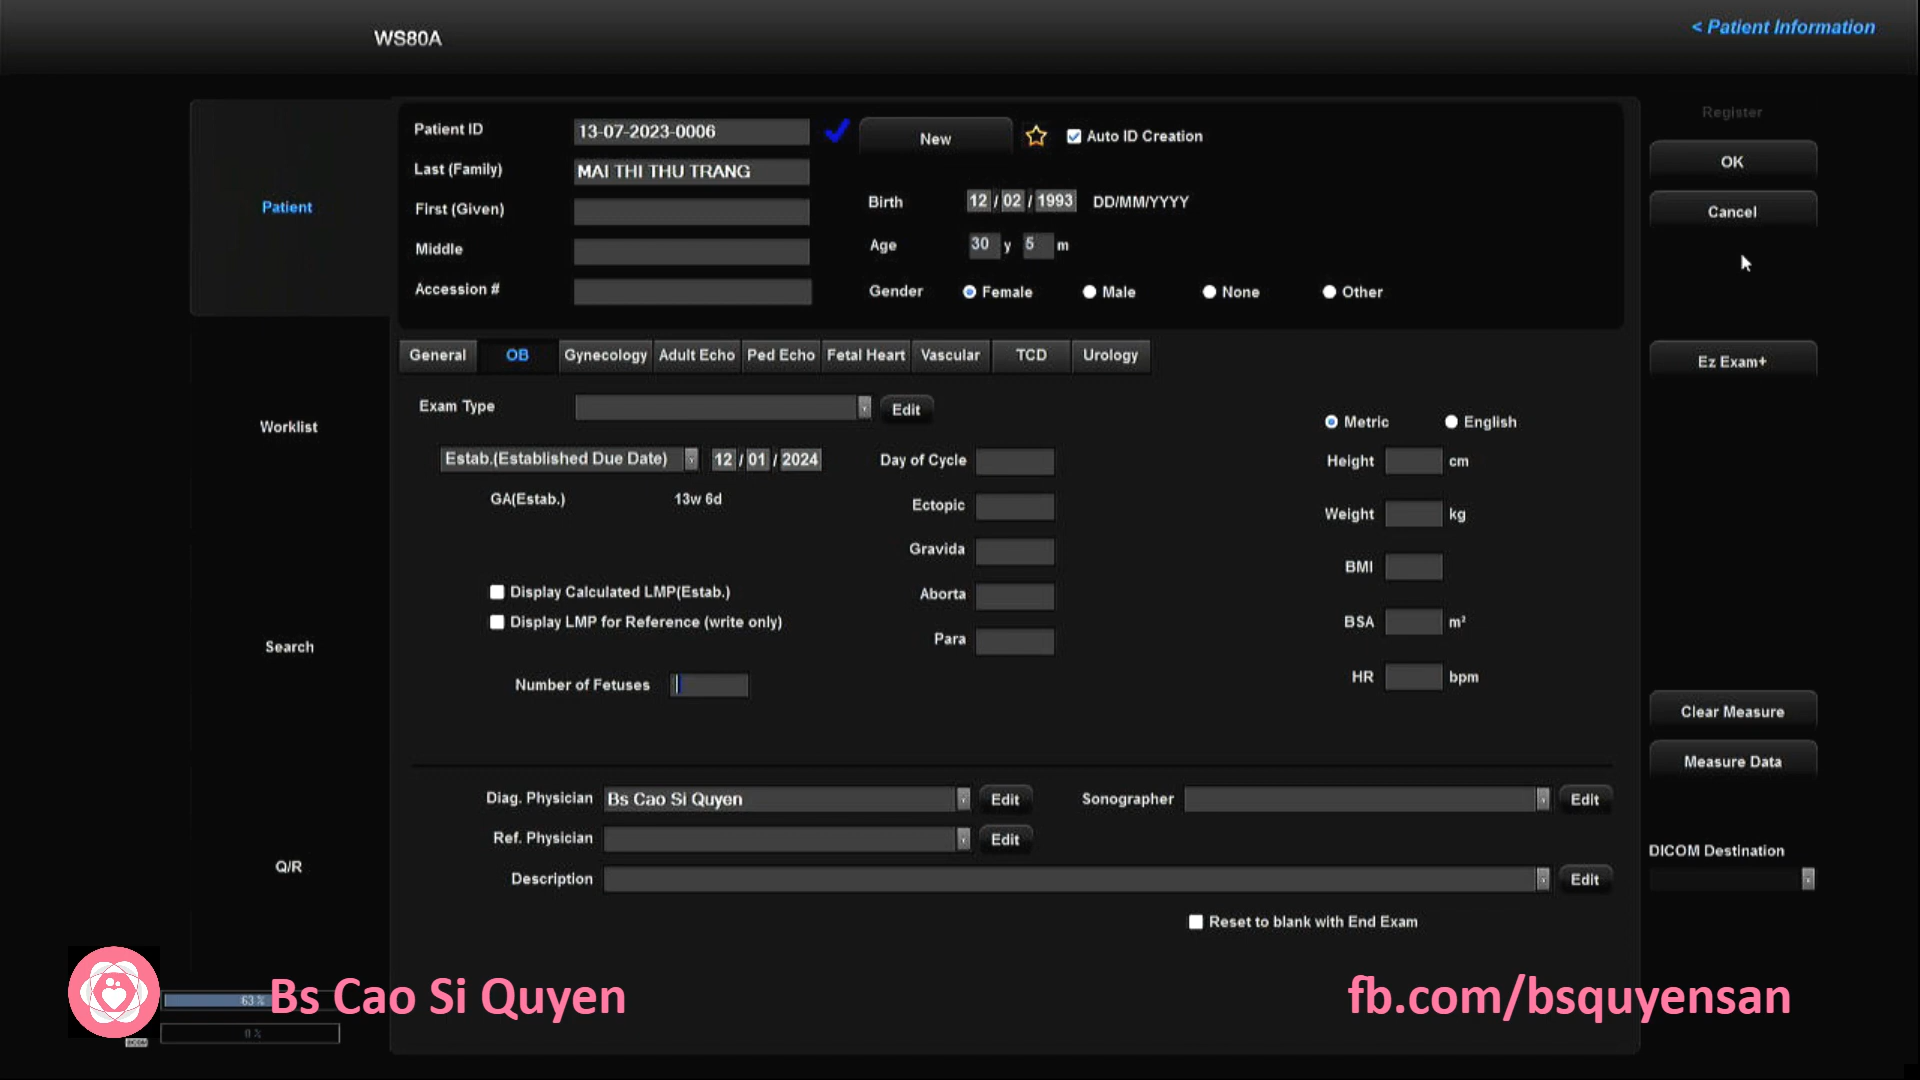 WS80A
< Patient Information
Patient
Worklist
Search
Q/R
Patient ID 13-07-2023-0006 New Auto ID Creation
Last (Family) MAI THI THU TRANG
First (Given)
Middle
Accession #
Birth 12 / 02 / 1993 DD/MM/YYYY
Age 30 y 5 m
Gender Female Male None Other
General OB Gynecology Adult Echo Ped Echo Fetal Heart Vascular TCD Urology
Exam Type Edit
Estab.(Established Due Date) 12 / 01 / 2024
GA(Estab.) 13w 6d
Display Calculated LMP(Estab.)
Display LMP for Reference (write only)
Number of Fetuses
Day of Cycle
Ectopic
Gravida
Aborta
Para
Metric English
Height cm
Weight kg
BMI
BSA m²
HR bpm
Diag. Physician Bs Cao Si Quyen Edit Sonographer Edit
Ref. Physician Edit
Description Edit
Reset to blank with End Exam
Register
OK
Cancel
Ez Exam+
Clear Measure
Measure Data
DICOM Destination
63 %
0 %
DICOM
Bs Cao Si Quyen
fb.com/bsquyensan